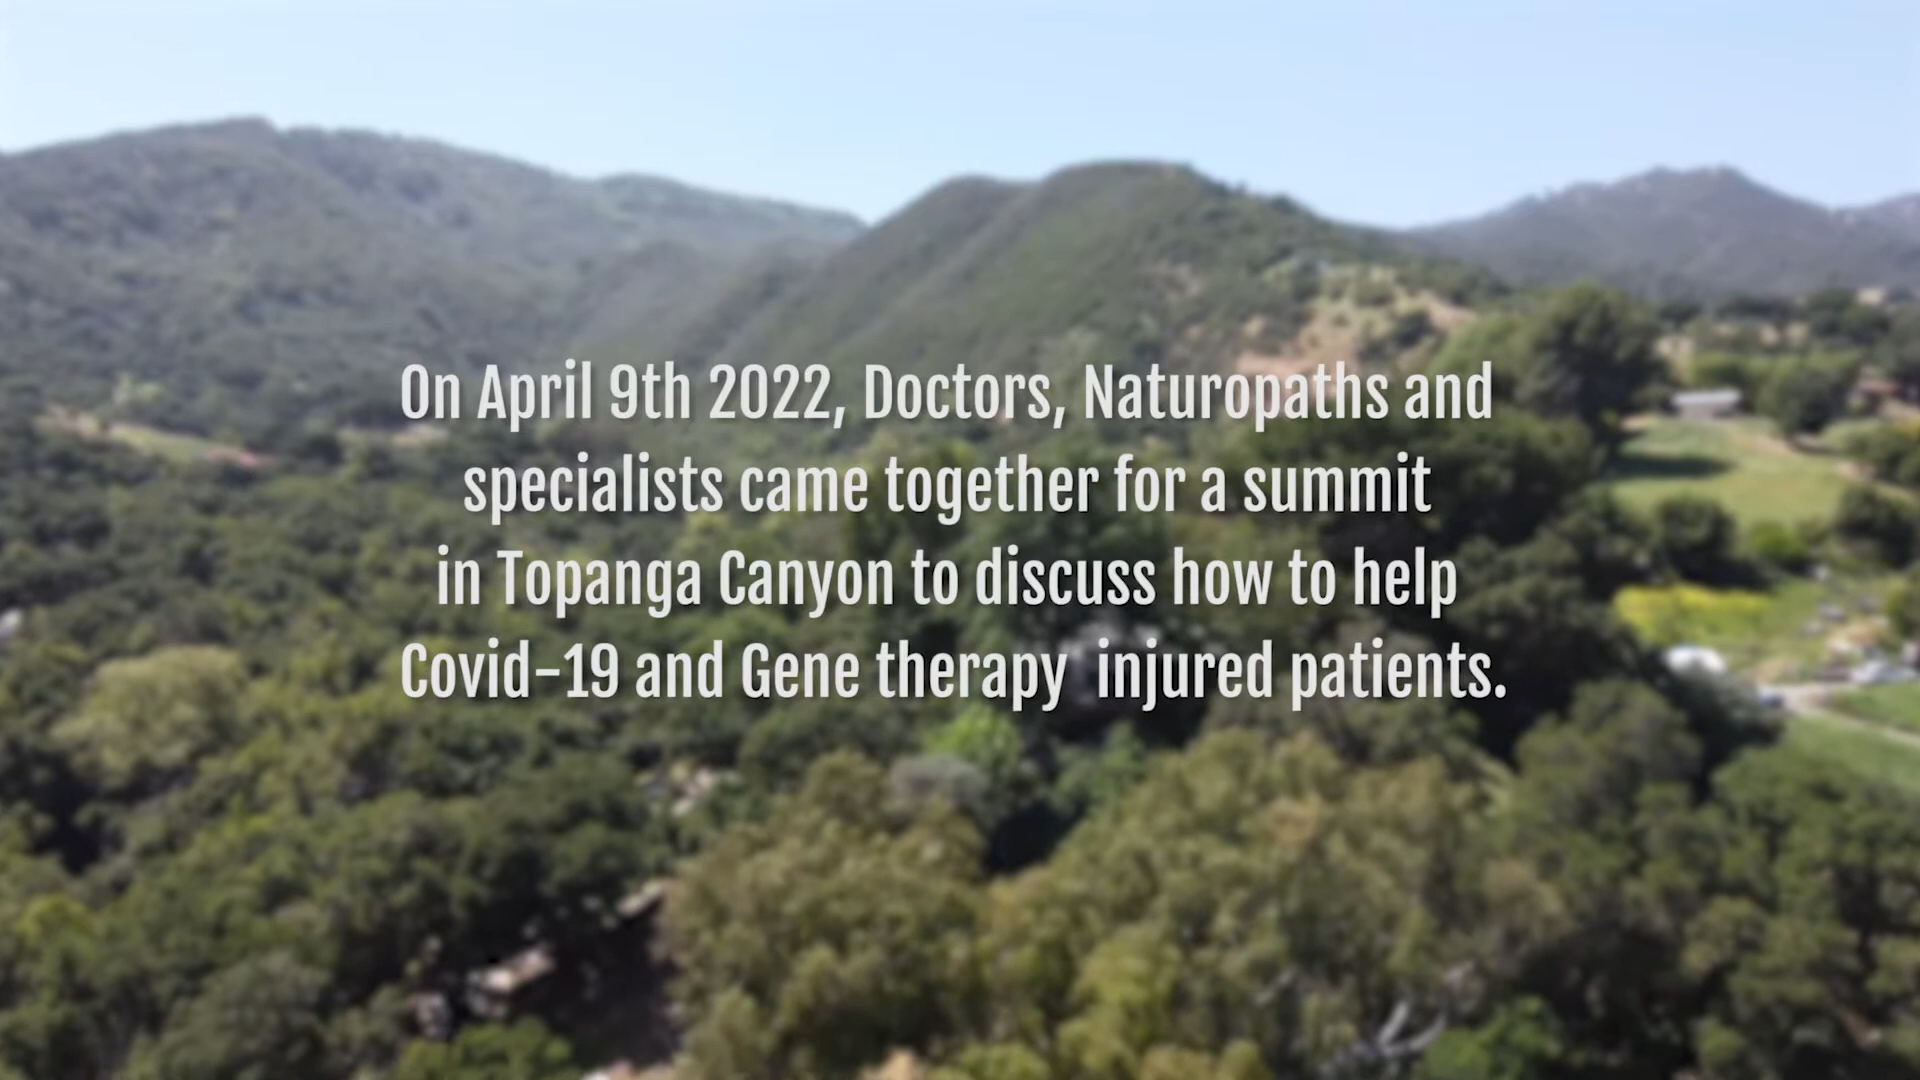 On April 9th 2022, Doctors, Naturopaths and
specialists came together for a summit
in Topanga Canyon to discuss how to help
Covid-19 and Gene therapy  injured patients.